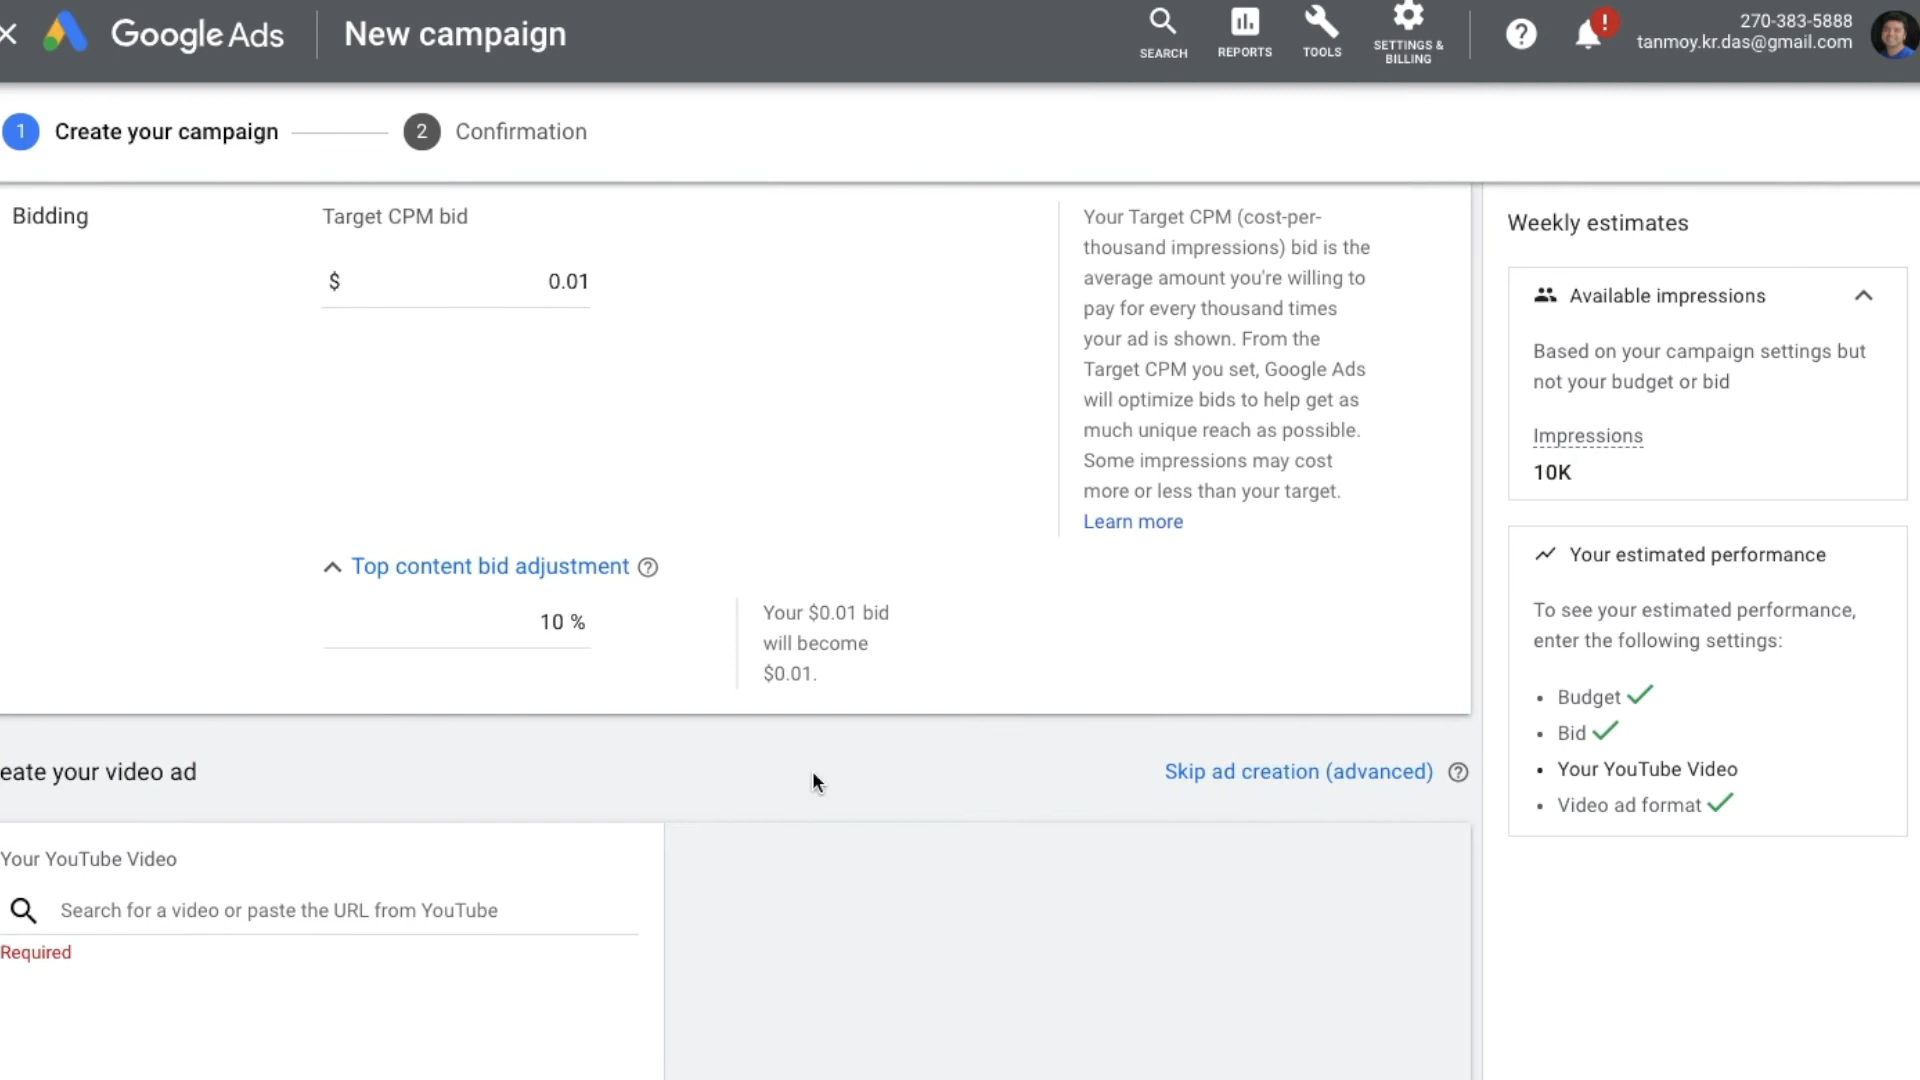 Google Ads
New campaign
SEARCH
REPORTS
TOOLS
SETTINGS &
BILLING
?
!
270-383-5888
tanmoy.kr.das@gmail.com
1 Create your campaign
2 Confirmation
Bidding
Target CPM bid
$ 0.01
Your Target CPM (cost-per-
thousand impressions) bid is the
average amount you're willing to
pay for every thousand times
your ad is shown. From the
Target CPM you set, Google Ads
will optimize bids to help get as
much unique reach as possible.
Some impressions may cost
more or less than your target.
Learn more
Top content bid adjustment ?
10 %
Your $0.01 bid
will become
$0.01.
eate your video ad
Skip ad creation (advanced) ?
Your YouTube Video
Search for a video or paste the URL from YouTube
Required
Weekly estimates
Available impressions
Based on your campaign settings but
not your budget or bid
Impressions
10K
Your estimated performance
To see your estimated performance,
enter the following settings:
• Budget
• Bid
• Your YouTube Video
• Video ad format